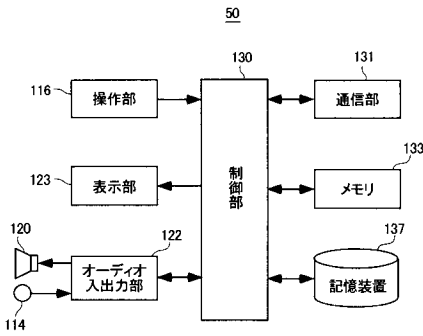 50
130
116
操作部
131
通信部
123
表示部
制御部
133
メモリ
120
122
オーディオ
入出力部
114
137
記憶装置